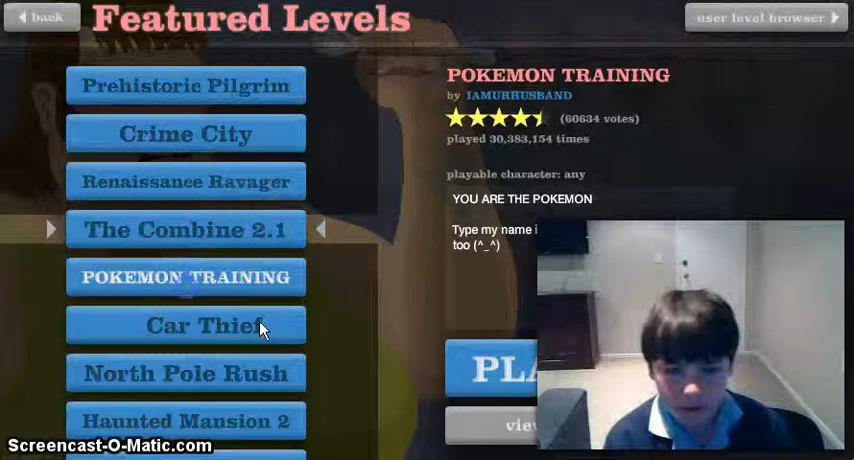 back
Featured Levels
user level browser
Prehistoric Pilgrim
Crime City
Renaissance Ravager
The Combine 2.1
POKEMON TRAINING
Car Thief
North Pole Rush
Haunted Mansion 2
POKEMON TRAINING
by IAMURHUSBAND
(60634 votes)
played 30,383,154 times
playable character: any
YOU ARE THE POKEMON
Type my name i
too (^_^)
PLA
view
Screencast-O-Matic.com